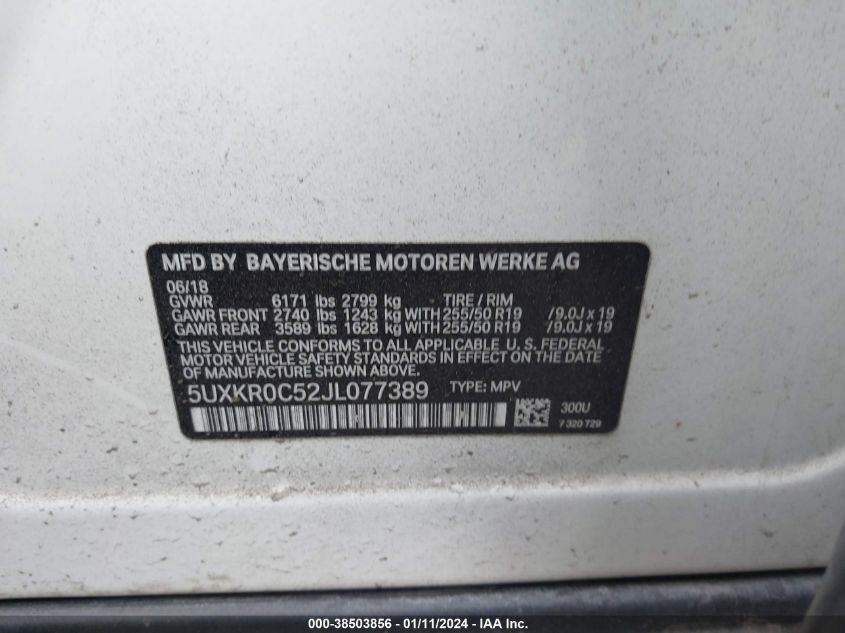 MFD BY BAYERISCHE MOTOREN WERKE AG
06/18
GVWR 6171 lbs 2799 kg TIRE / RIM
GAWR FRONT 2740 lbs 1243 kg WITH 255/50 R19 /9.0J x 19
GAWR REAR 3589 lbs 1628 kg WITH 255/50 R19 /9.0J x 19
THIS VEHICLE CONFORMS TO ALL APPLICABLE U. S. FEDERAL
MOTOR VEHICLE SAFETY STANDARDS IN EFFECT ON THE DATE
OF MANUFACTURE SHOWN ABOVE.
5UXKR0C52JL077389 TYPE: MPV
300U
7 320 729
000-38503856 - 01/11/2024 - IAA Inc.